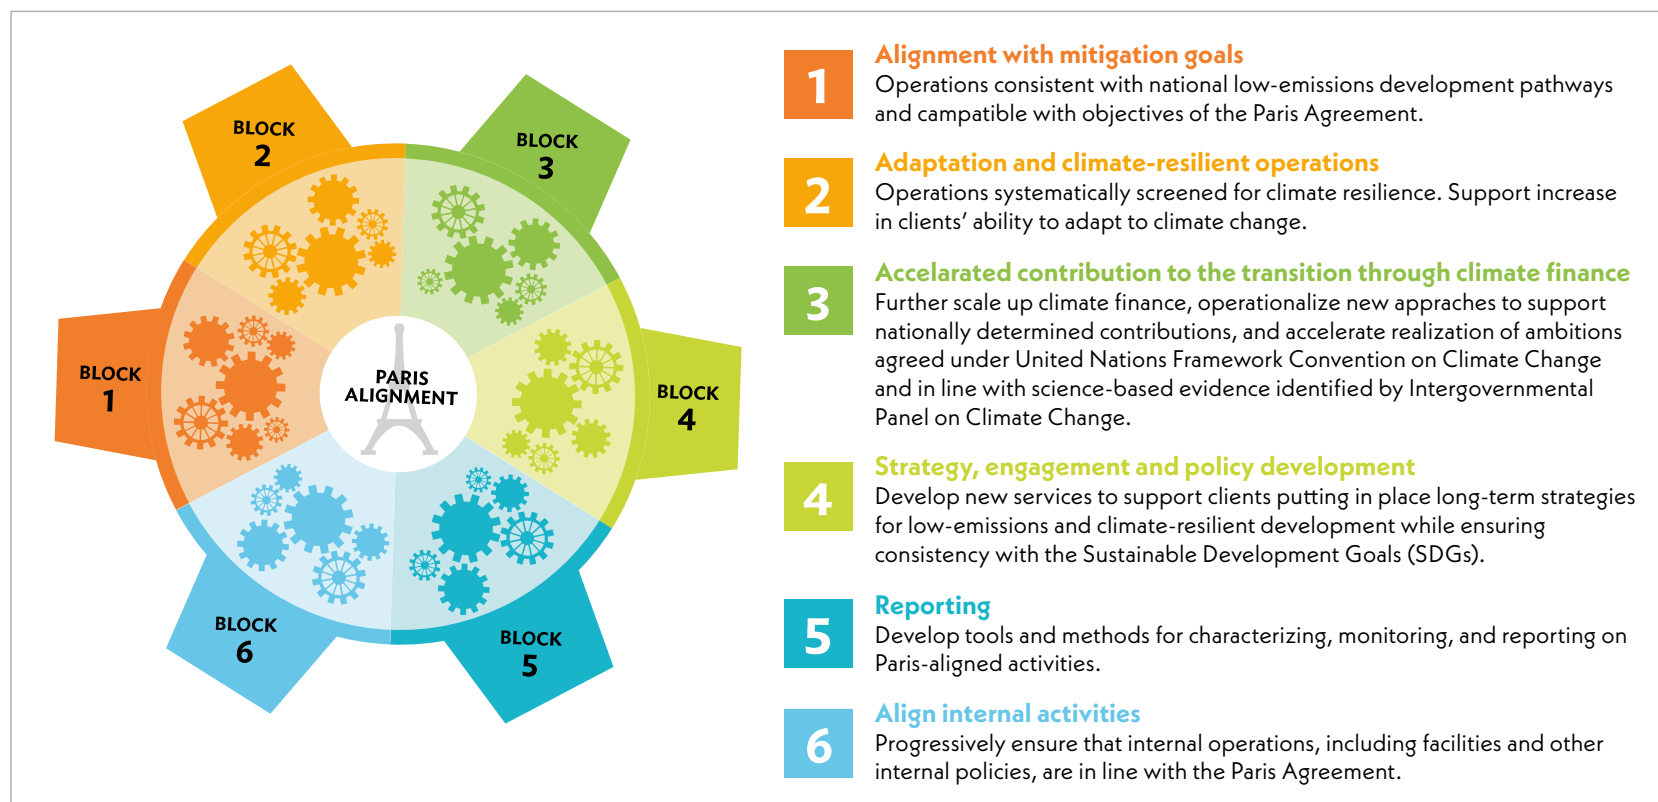 BLOCK
2
BLOCK
3
BLOCK
1
PARIS
ALIGNMENT
BLOCK
4
BLOCK
6
BLOCK
5
1
Alignment with mitigation goals
Operations consistent with national low-emissions development pathways
and campatible with objectives of the Paris Agreement.
2
Adaptation and climate-resilient operations
Operations systematically screened for climate resilience. Support increase
in clients’ ability to adapt to climate change.
3
Accelarated contribution to the transition through climate finance
Further scale up climate finance, operationalize new appraches to support
nationally determined contributions, and accelerate realization of ambitions
agreed under United Nations Framework Convention on Climate Change
and in line with science-based evidence identified by Intergovernmental
Panel on Climate Change.
4
Strategy, engagement and policy development
Develop new services to support clients putting in place long-term strategies
for low-emissions and climate-resilient development while ensuring
consistency with the Sustainable Development Goals (SDGs).
5
Reporting
Develop tools and methods for characterizing, monitoring, and reporting on
Paris-aligned activities.
6
Align internal activities
Progressively ensure that internal operations, including facilities and other
internal policies, are in line with the Paris Agreement.